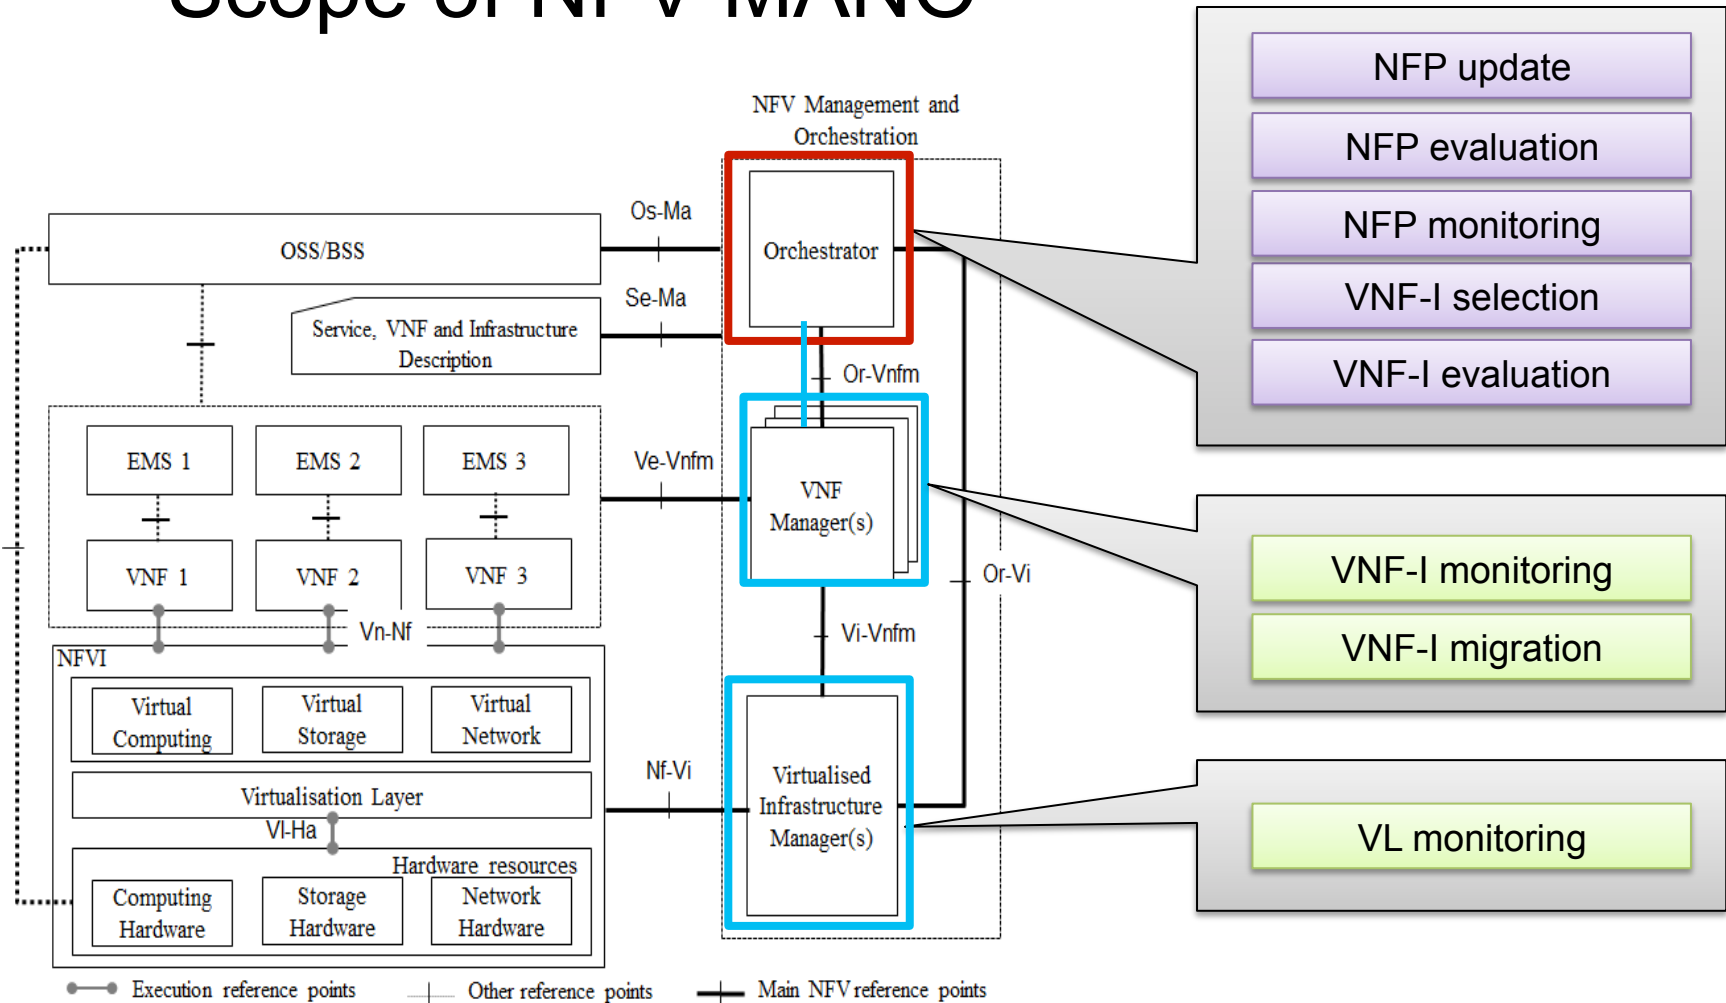 Scope of NFV MANO
NFV Management and
Orchestration
Os-Ma
OSS/BSS
Orchestrator
Se-Ma
Service, VNF and Infrastructure
Description
Or-Vnfm
EMS 1
EMS 2
EMS 3
Ve-Vnfm
VNF
Manager(s)
VNF 1
VNF 2
VNF 3
Or-Vi
Vn-Nf
Vi-Vnfm
NFVI
Virtual
Computing
Virtual
Storage
Virtual
Network
Nf-Vi
Virtualised
Infrastructure
Manager(s)
Virtualisation Layer
Vl-Ha
Hardware resources
Computing
Hardware
Storage
Hardware
Network
Hardware
Execution reference points
Other reference points
Main NFV reference points
NFP update
NFP evaluation
NFP monitoring
VNF-I selection
VNF-I evaluation
VNF-I monitoring
VNF-I migration
VL monitoring